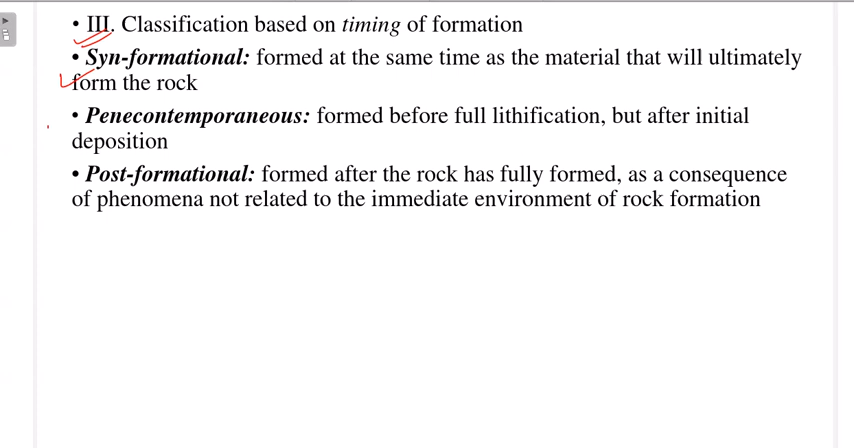 • III. Classification based on timing of formation
• Syn-formational: formed at the same time as the material that will ultimately
form the rock
• Penecontemporaneous: formed before full lithification, but after initial
deposition
• Post-formational: formed after the rock has fully formed, as a consequence
of phenomena not related to the immediate environment of rock formation